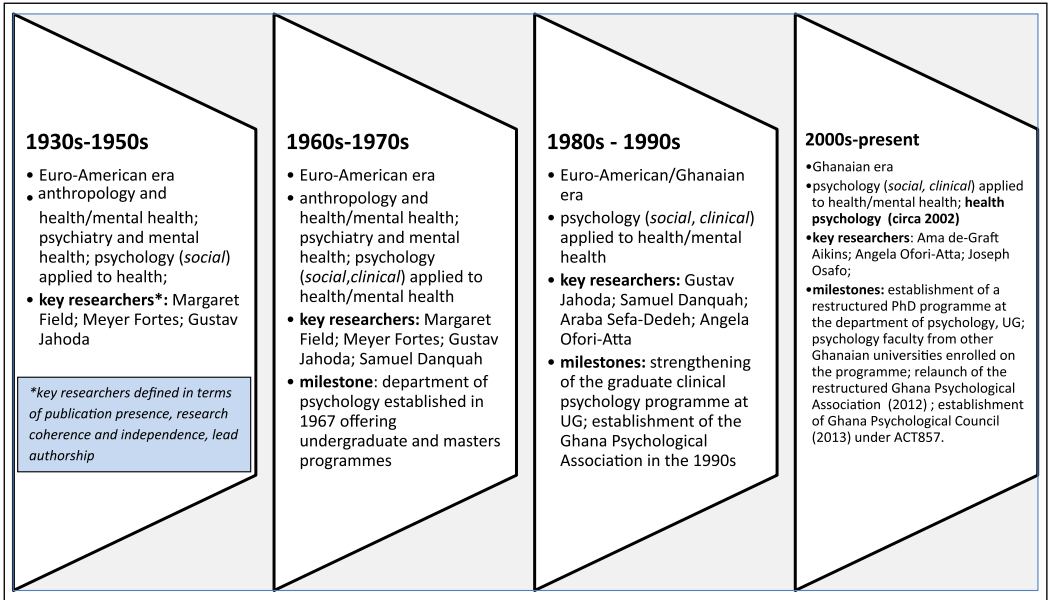 1930s-1950s
• Euro-American era
• anthropology and
health/mental health;
psychiatry and mental
health; psychology (social)
applied to health;
• key researchers*: Margaret
Field; Meyer Fortes; Gustav
Jahoda
*key researchers defined in terms
of publication presence, research
coherence and independence, lead
authorship
1960s-1970s
• Euro-American era
• anthropology and
health/mental health;
psychiatry and mental
health; psychology
(social,clinical) applied to
health/mental health
• key researchers: Margaret
Field; Meyer Fortes; Gustav
Jahoda; Samuel Danquah
• milestone: department of
psychology established in
1967 offering
undergraduate and masters
programmes
1980s - 1990s
• Euro-American/Ghanaian
era
• psychology (social, clinical)
applied to health/mental
health
• key researchers: Gustav
Jahoda; Samuel Danquah;
Araba Sefa-Dedeh; Angela
Ofori-Atta
• milestones: strengthening
of the graduate clinical
psychology programme at
UG; establishment of the
Ghana Psychological
Association in the 1990s
2000s-present
•Ghanaian era
•psychology (social, clinical) applied
to health/mental health; health
psychology (circa 2002)
•key researchers: Ama de-Graft
Aikins; Angela Ofori-Atta; Joseph
Osafo;
•milestones: establishment of a
restructured PhD programme at
the department of psychology, UG;
psychology faculty from other
Ghanaian universities enrolled on
the programme; relaunch of the
restructured Ghana Psychological
Association (2012) ; establishment
of Ghana Psychological Council
(2013) under ACT857.